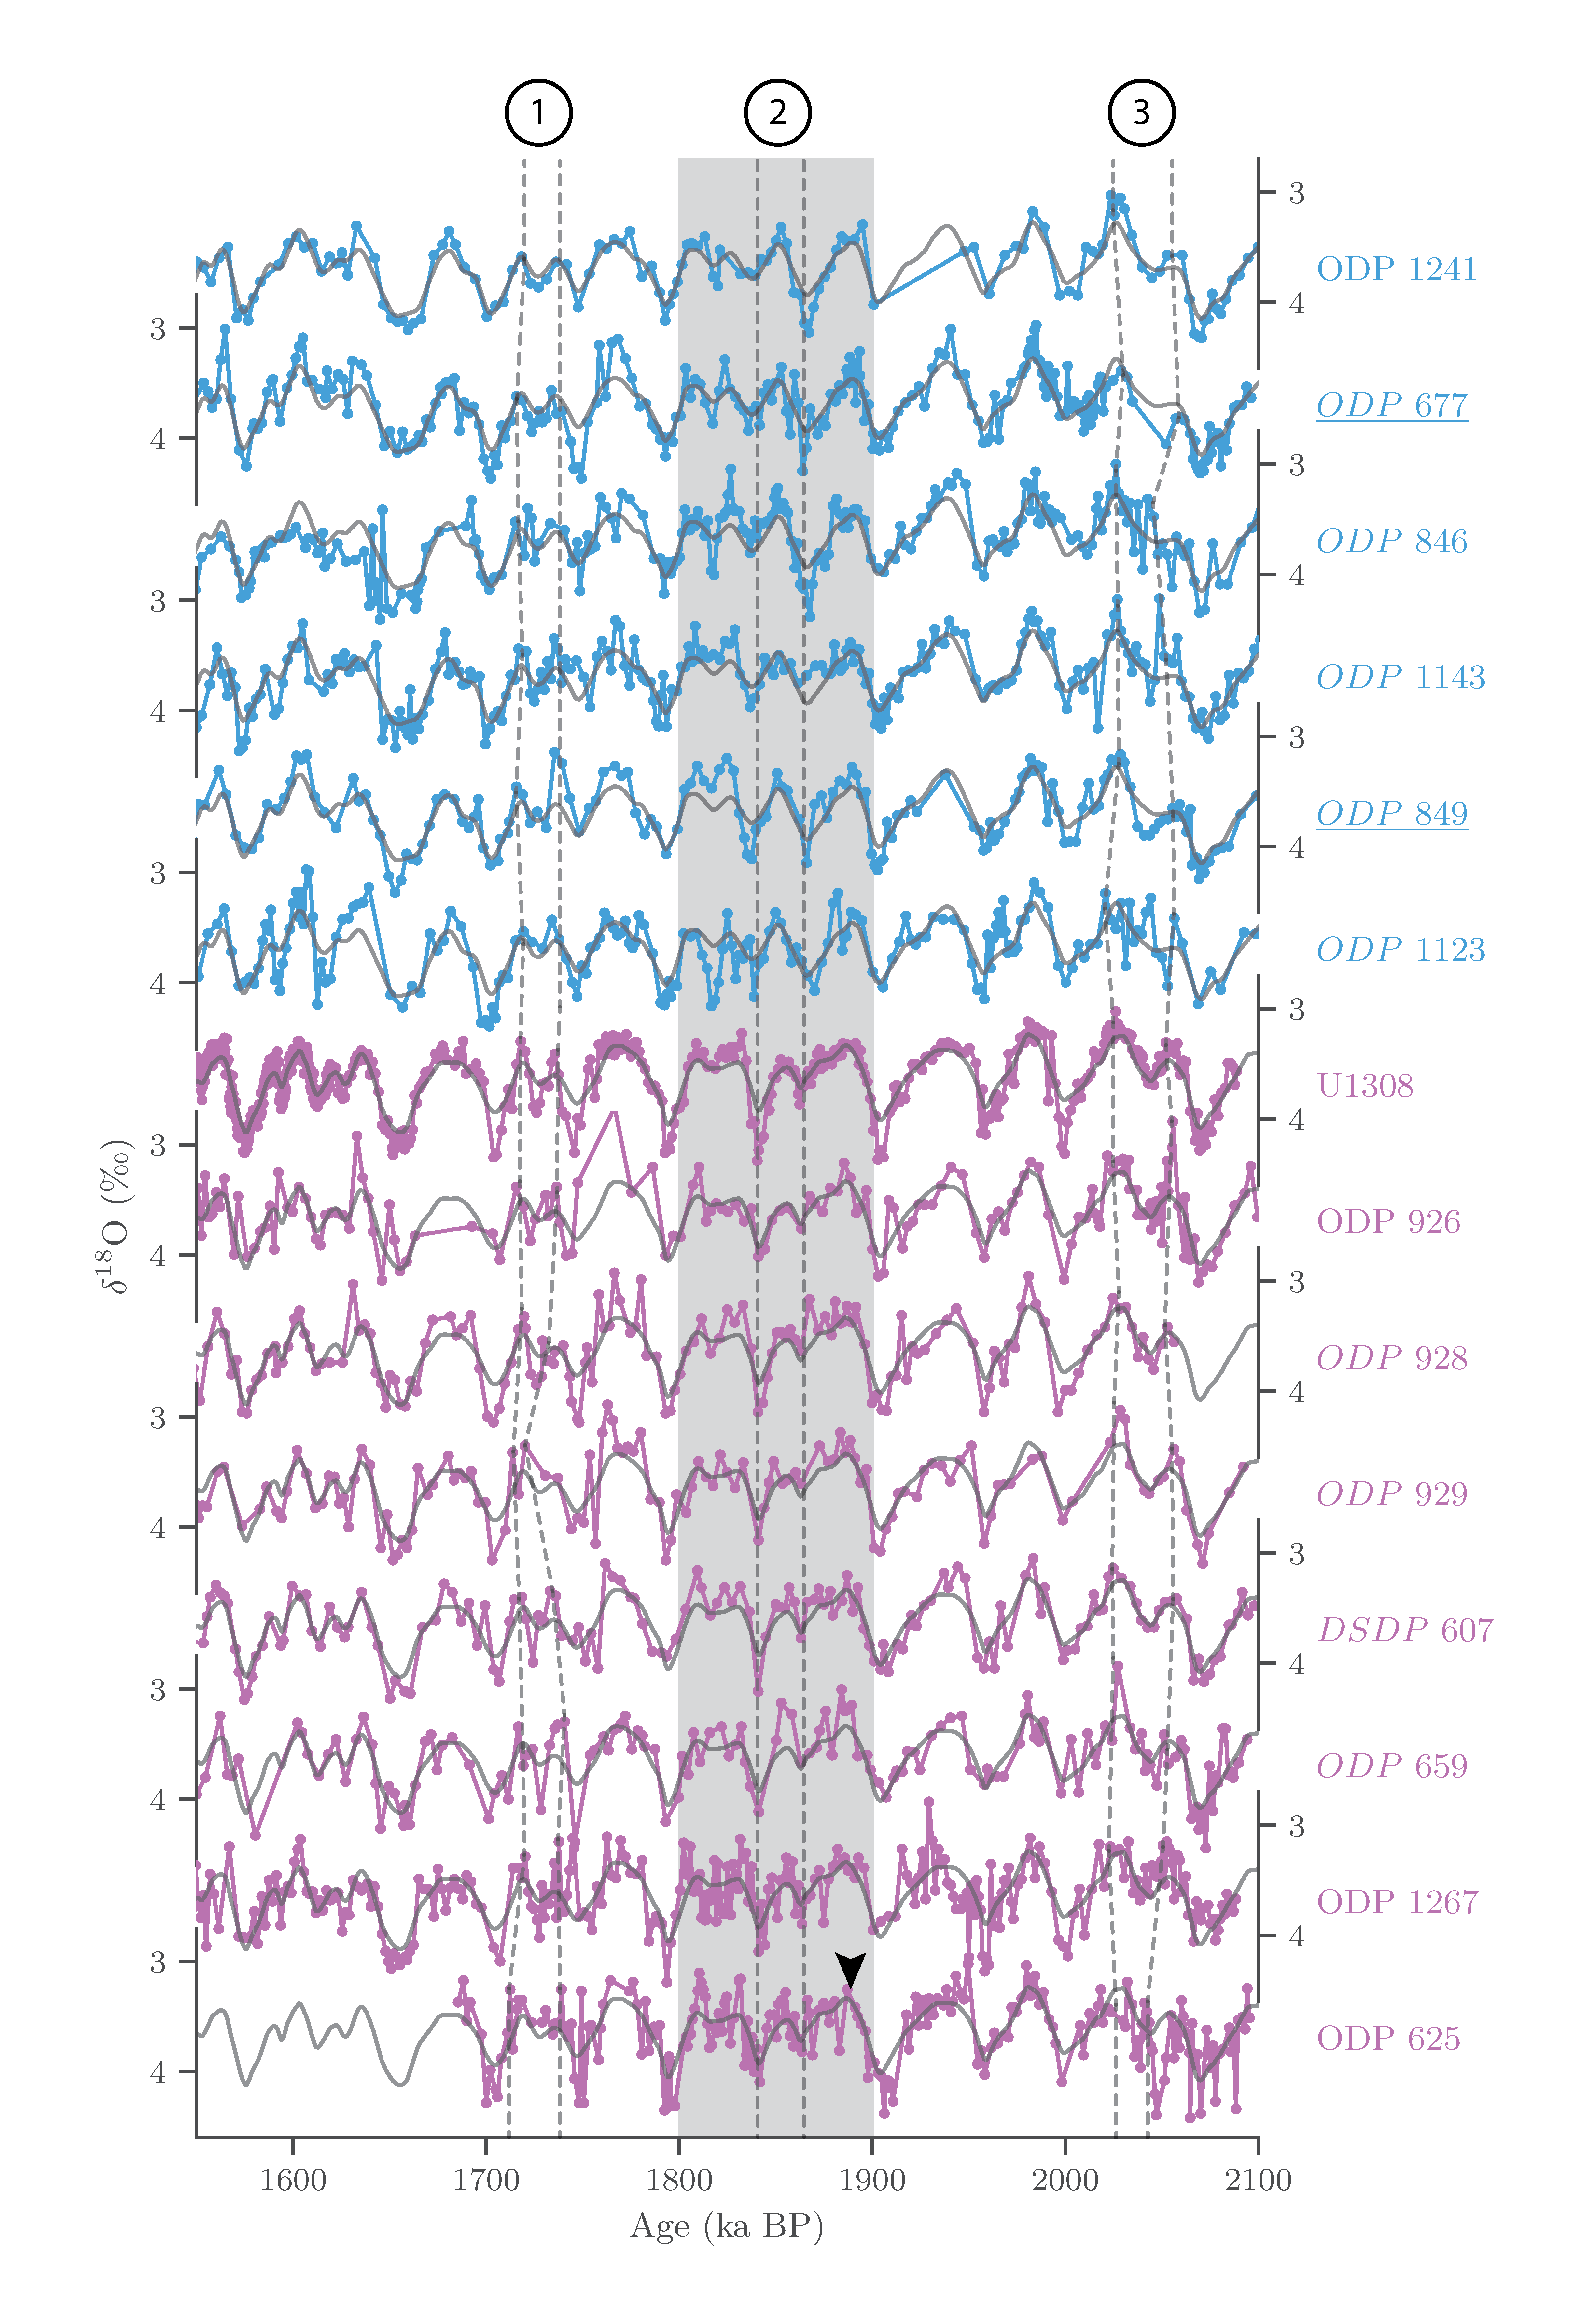 1 2 3
3
4
ODP 1241
3
4
ODP 677
3
4
ODP 846
3
4
ODP 1143
3
4
ODP 849
3
4
ODP 1123
3
4
U1308
3
4
ODP 926
3
4
ODP 928
3
4
ODP 929
3
4
DSDP 607
3
4
ODP 659
3
4
ODP 1267
3
4
ODP 625
δ¹⁸O (‰)
1600 1700 1800 1900 2000 2100
Age (ka BP)